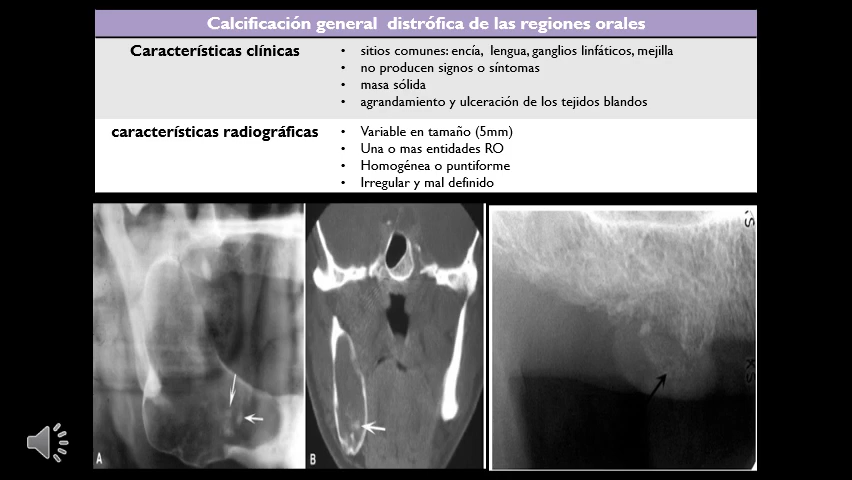 Calcificación general distrófica de las regiones orales
Características clínicas
• sitios comunes: encía, lengua, ganglios linfáticos, mejilla
• no producen signos o síntomas
• masa sólida
• agrandamiento y ulceración de los tejidos blandos
características radiográficas
• Variable en tamaño (5mm)
• Una o mas entidades RO
• Homogénea o puntiforme
• Irregular y mal definido
A
B